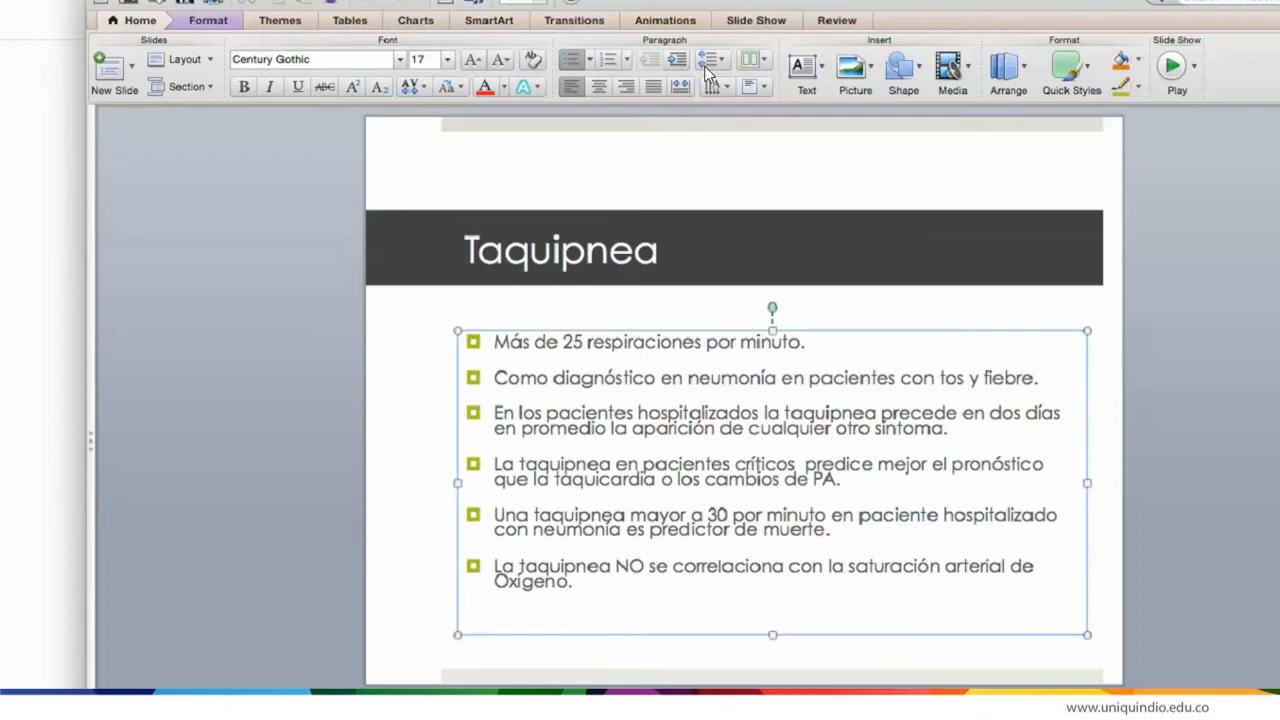 Home Format Themes Tables Charts SmartArt Transitions Animations Slide Show Review
Slides Font Paragraph Insert Format Slide Show
Layout Century Gothic 17
New Slide Section B I U ABC A² A₂ AV Aa A A Text Picture Shape Media Arrange Quick Styles Play
Taquipnea
Más de 25 respiraciones por minuto.
Como diagnóstico en neumonía en pacientes con tos y fiebre.
En los pacientes hospitalizados la taquipnea precede en dos días
en promedio la aparición de cualquier otro síntoma.
La taquipnea en pacientes críticos predice mejor el pronóstico
que la taquicardia o los cambios de PA.
Una taquipnea mayor a 30 por minuto en paciente hospitalizado
con neumonía es predictor de muerte.
La taquipnea NO se correlaciona con la saturación arterial de
Oxígeno.
www.uniquindio.edu.co